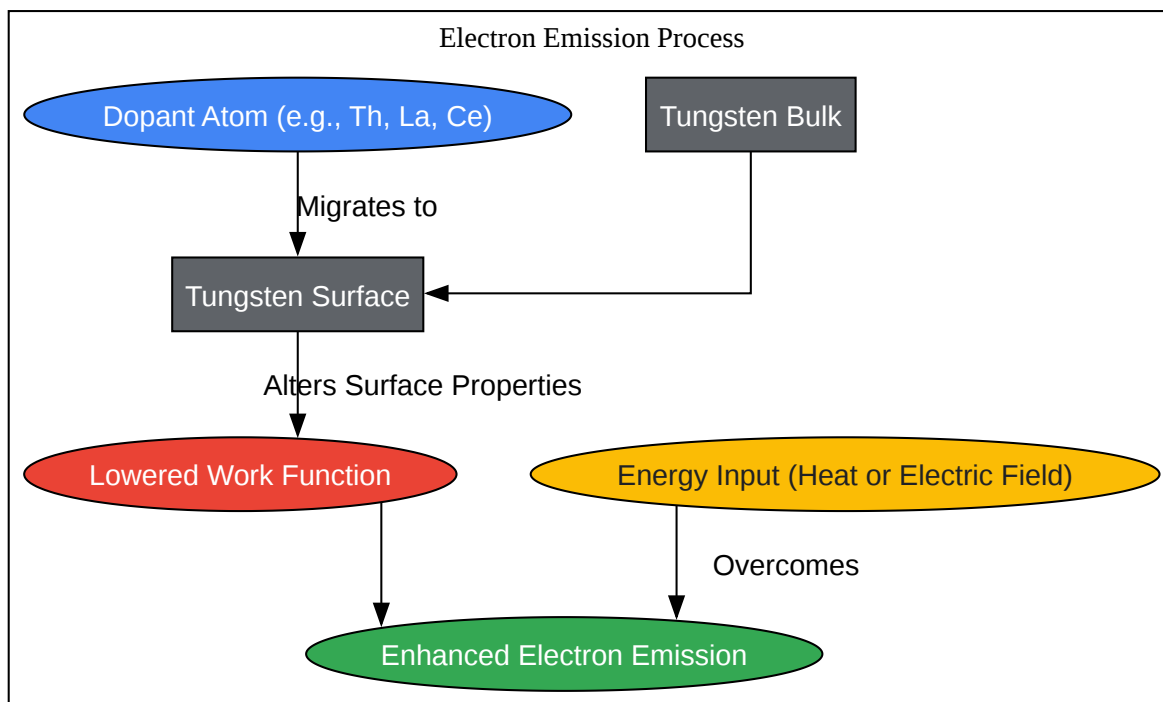 Electron Emission Process
Dopant Atom (e.g., Th, La, Ce)
Tungsten Bulk
Migrates to
Tungsten Surface
Alters Surface Properties
Lowered Work Function
Energy Input (Heat or Electric Field)
Overcomes
Enhanced Electron Emission